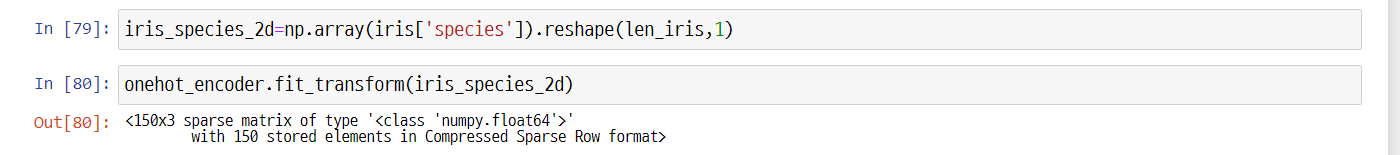 In [79]: iris_species_2d=np.array(iris['species']).reshape(len_iris,1)
In [80]: onehot_encoder.fit_transform(iris_species_2d)
Out[80]: <150x3 sparse matrix of type '<class 'numpy.float64'>'
with 150 stored elements in Compressed Sparse Row format>